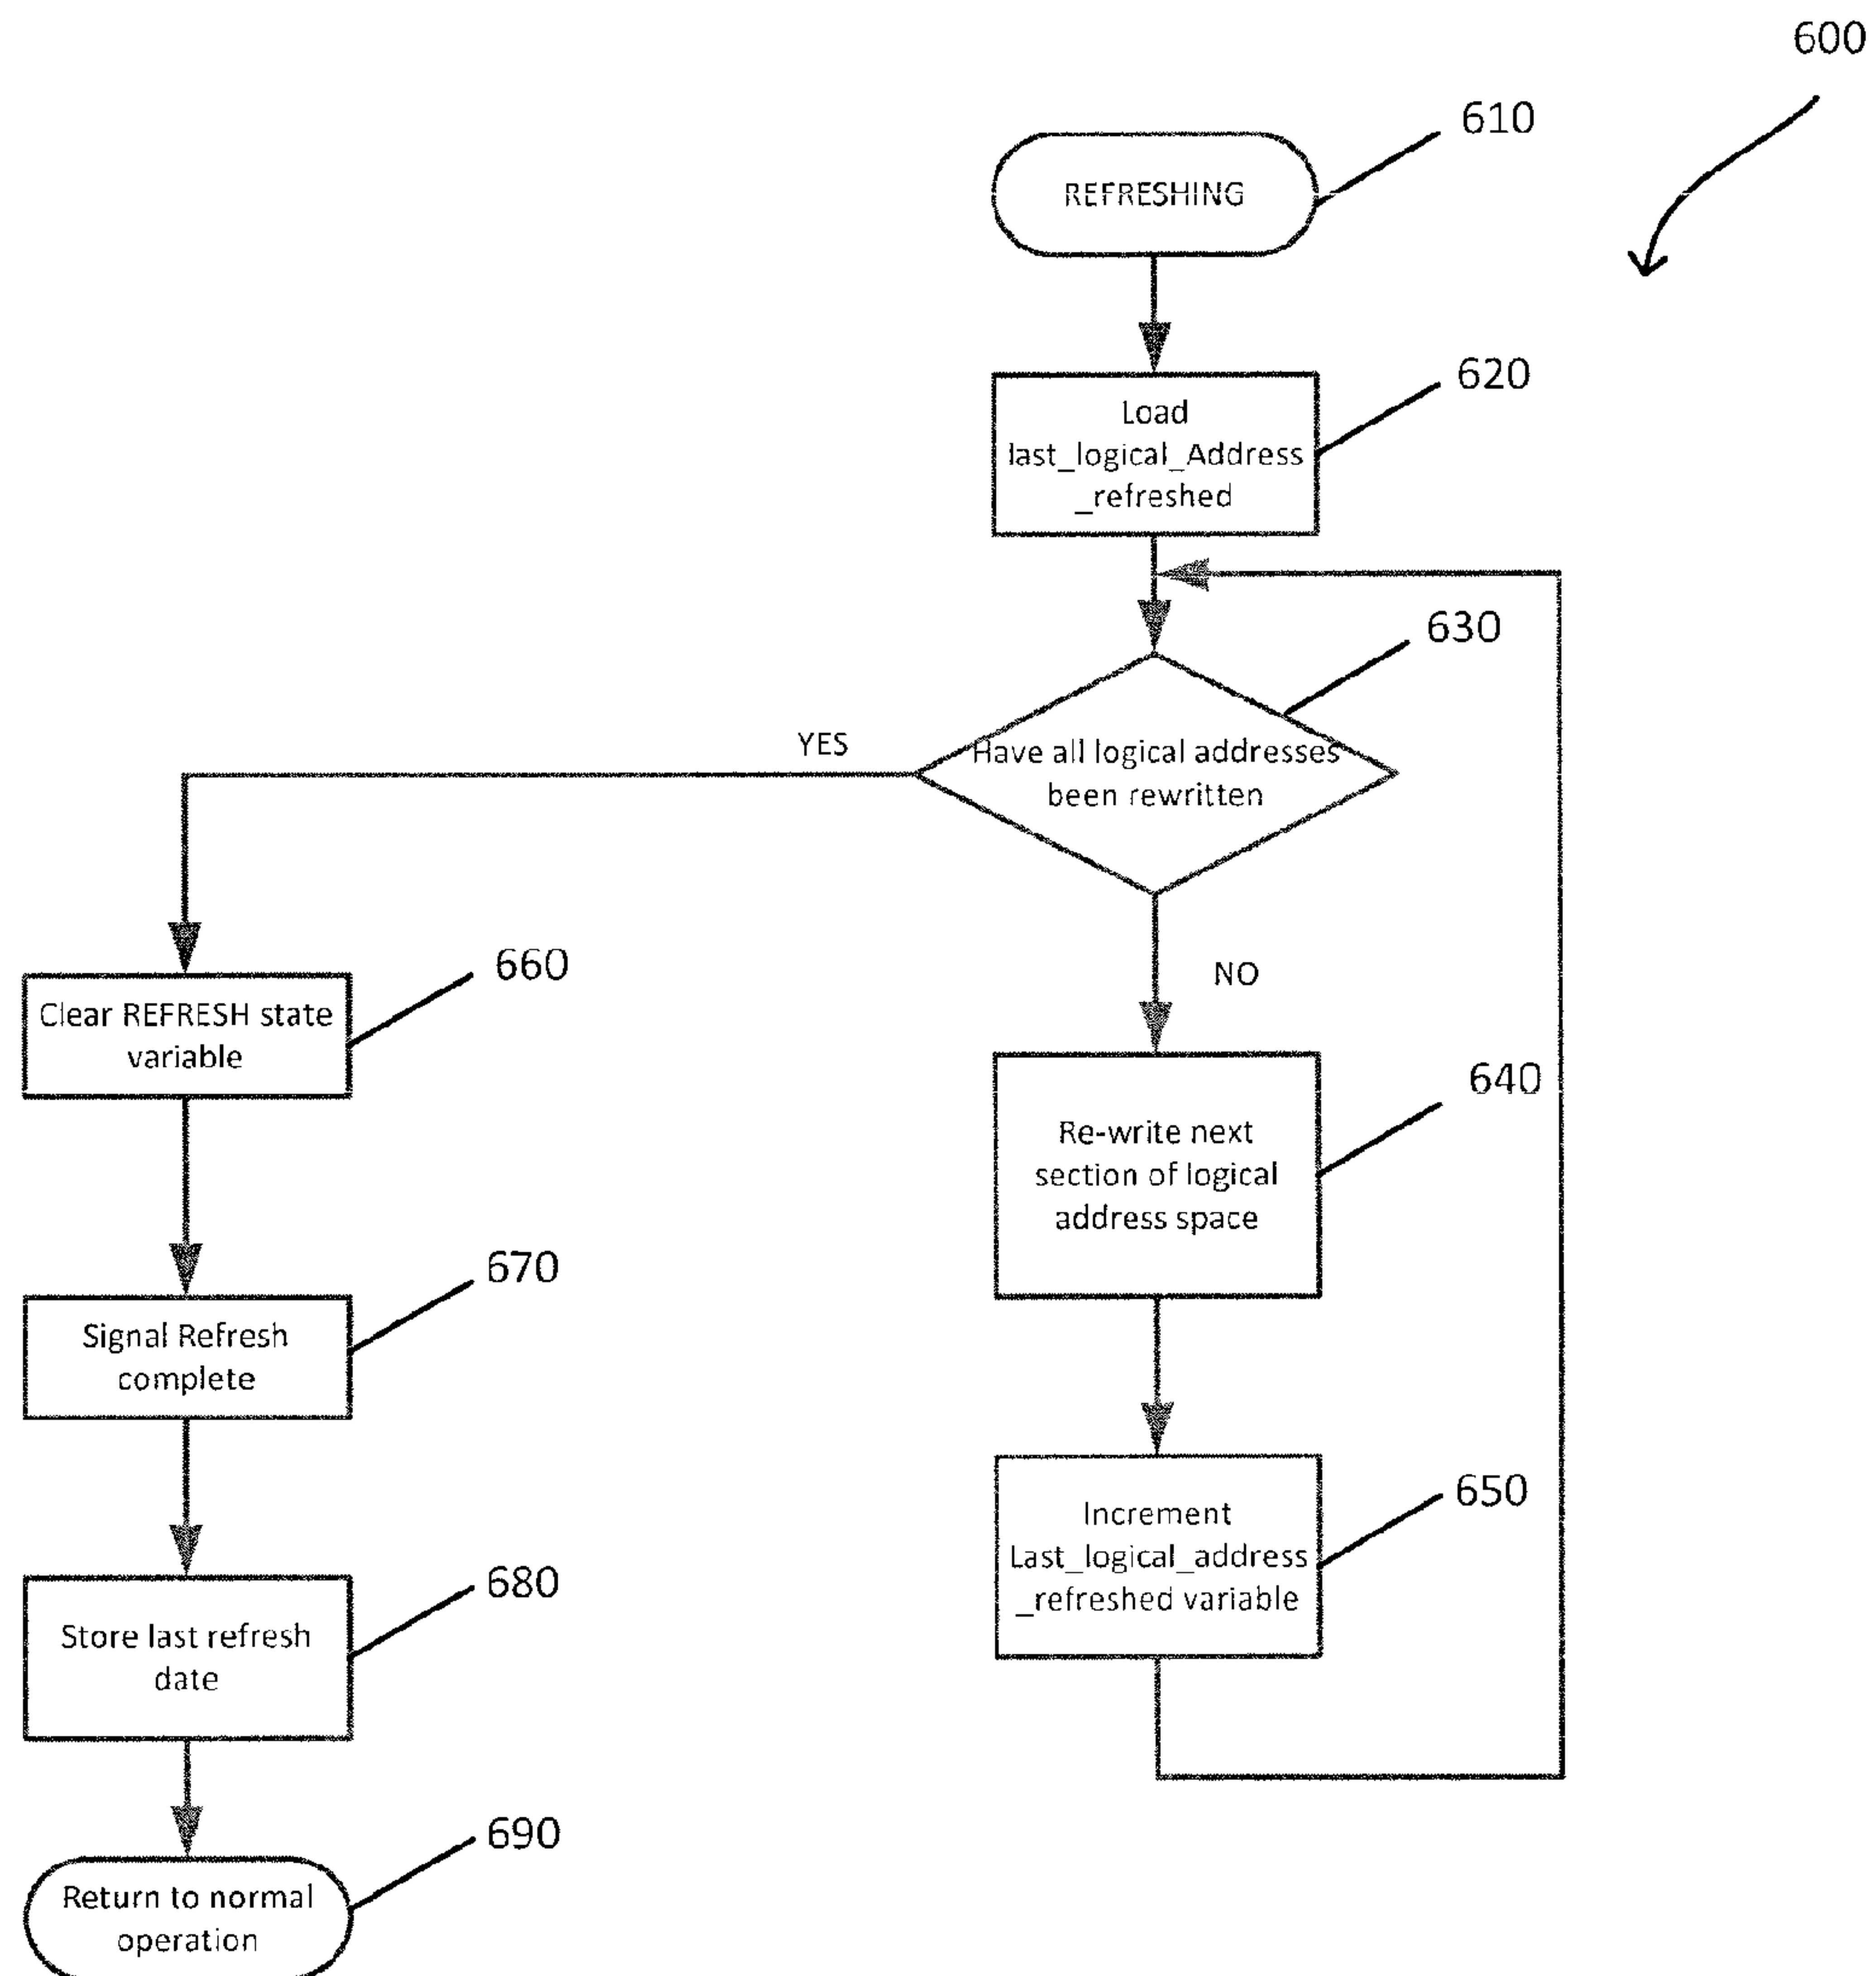 600
610
REFRESHING
620
Load
last_logical_Address
_refreshed
630
Have all logical addresses
been rewritten
YES
NO
640
Re-write next
section of logical
address space
650
Increment
Last_logical_address
_refreshed variable
660
Clear REFRESH state
variable
670
Signal Refresh
complete
680
Store last refresh
date
690
Return to normal
operation